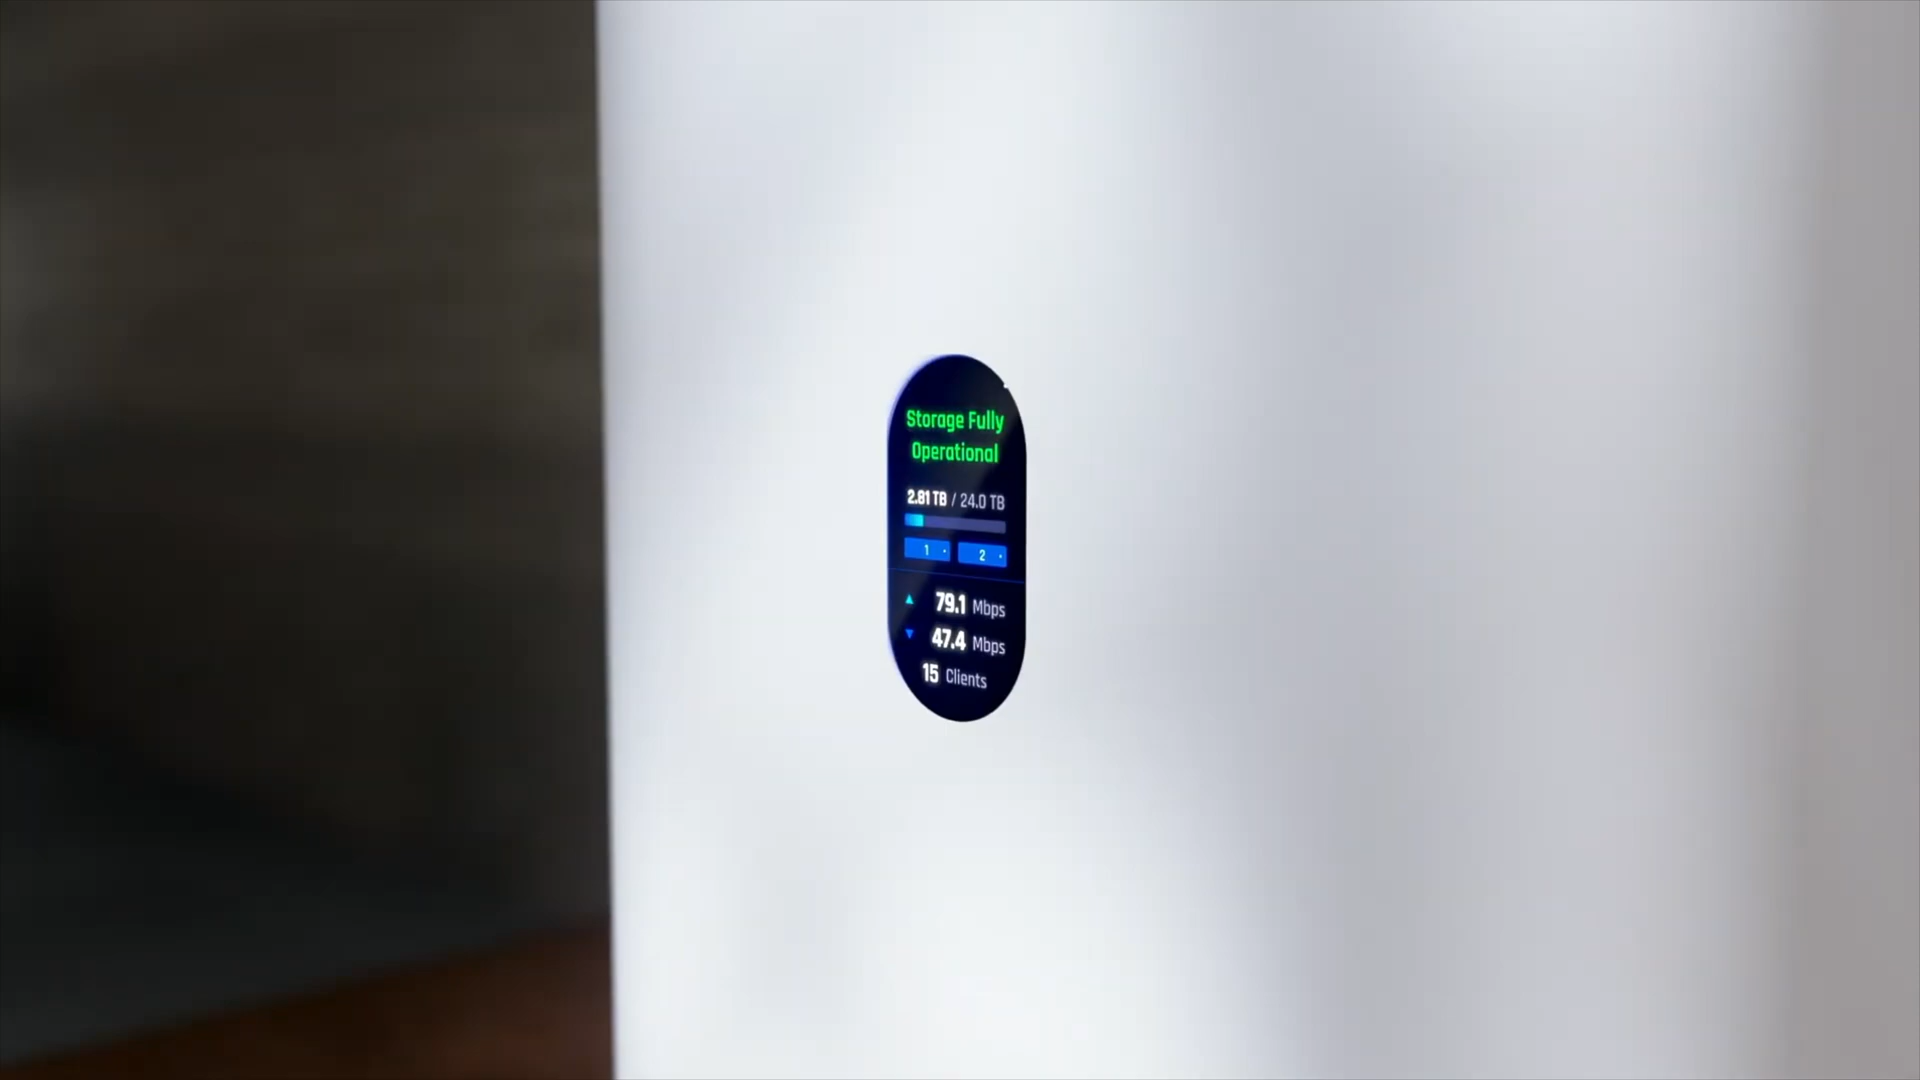 Storage Fully
Operational
2.81 TB / 24.0 TB
1 2
79.1 Mbps
47.4 Mbps
15 Clients